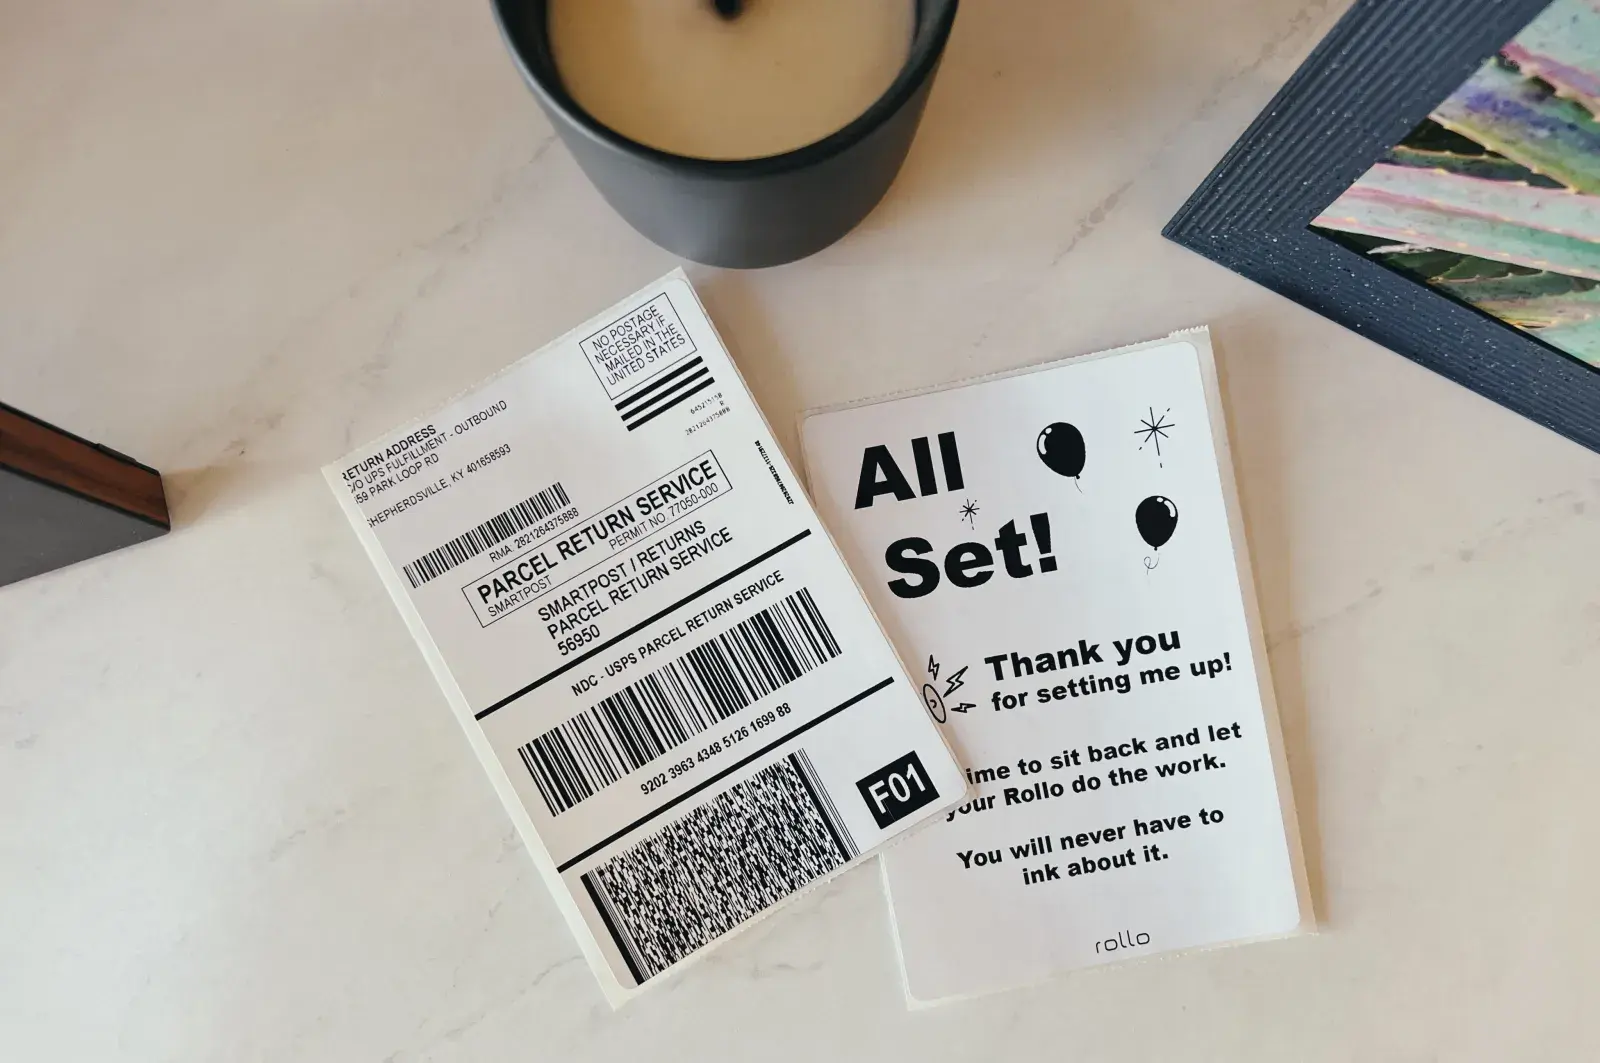 NO POSTAGE
NECESSARY IF
MAILED IN THE
UNITED STATES
RETURN ADDRESS
C/O UPS FULFILLMENT - OUTBOUND
159 PARK LOOP RD
SHEPHERDSVILLE, KY 401658593
RMA: 2821264375888
PARCEL RETURN SERVICE
SMARTPOST PERMIT NO. 77050-000
SMARTPOST / RETURNS
PARCEL RETURN SERVICE
56950
NDC - USPS PARCEL RETURN SERVICE
9202 3963 4348 5126 1699 88
F01
All
Set!
Thank you
for setting me up!
ime to sit back and let
your Rollo do the work.
You will never have to
ink about it.
rollo